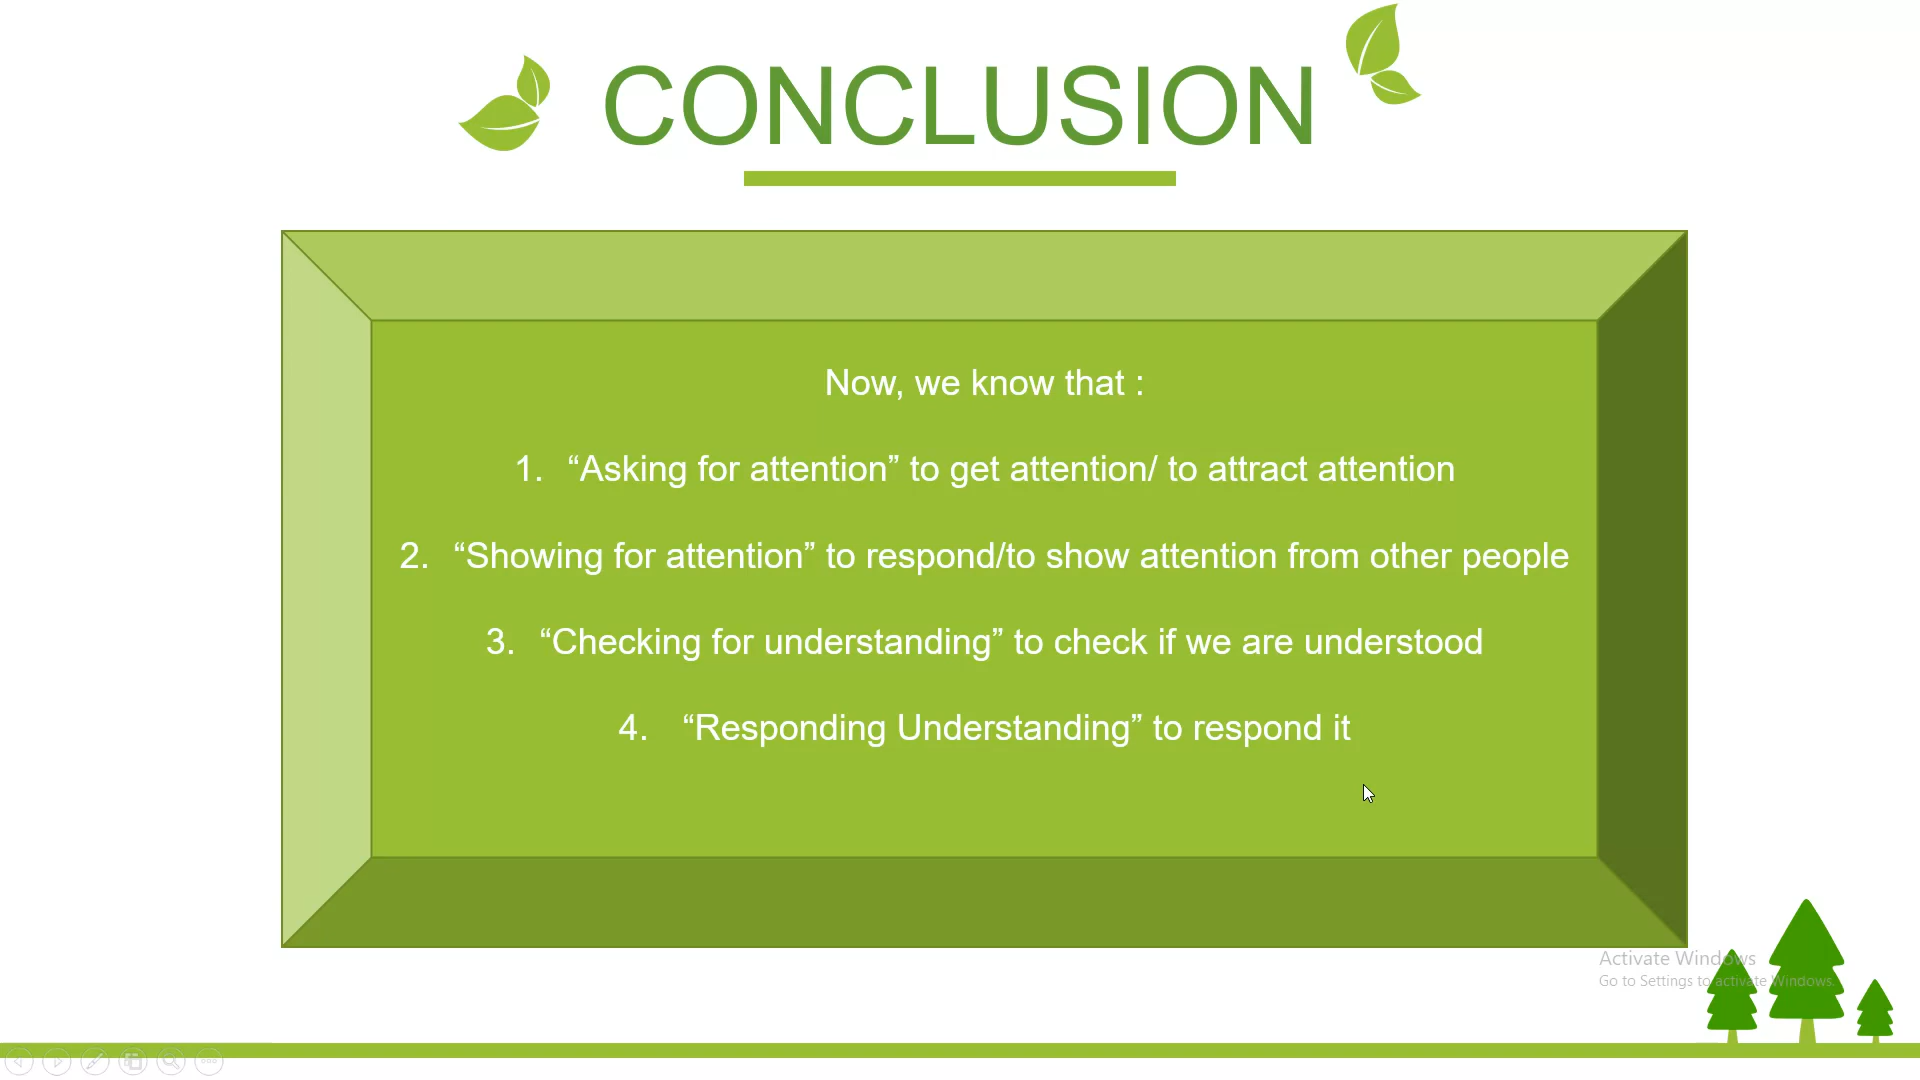 CONCLUSION
Now, we know that :
1. “Asking for attention” to get attention/ to attract attention
2. “Showing for attention” to respond/to show attention from other people
3. “Checking for understanding” to check if we are understood
4. “Responding Understanding” to respond it
Activate Windows
Go to Settings to activate Windows.